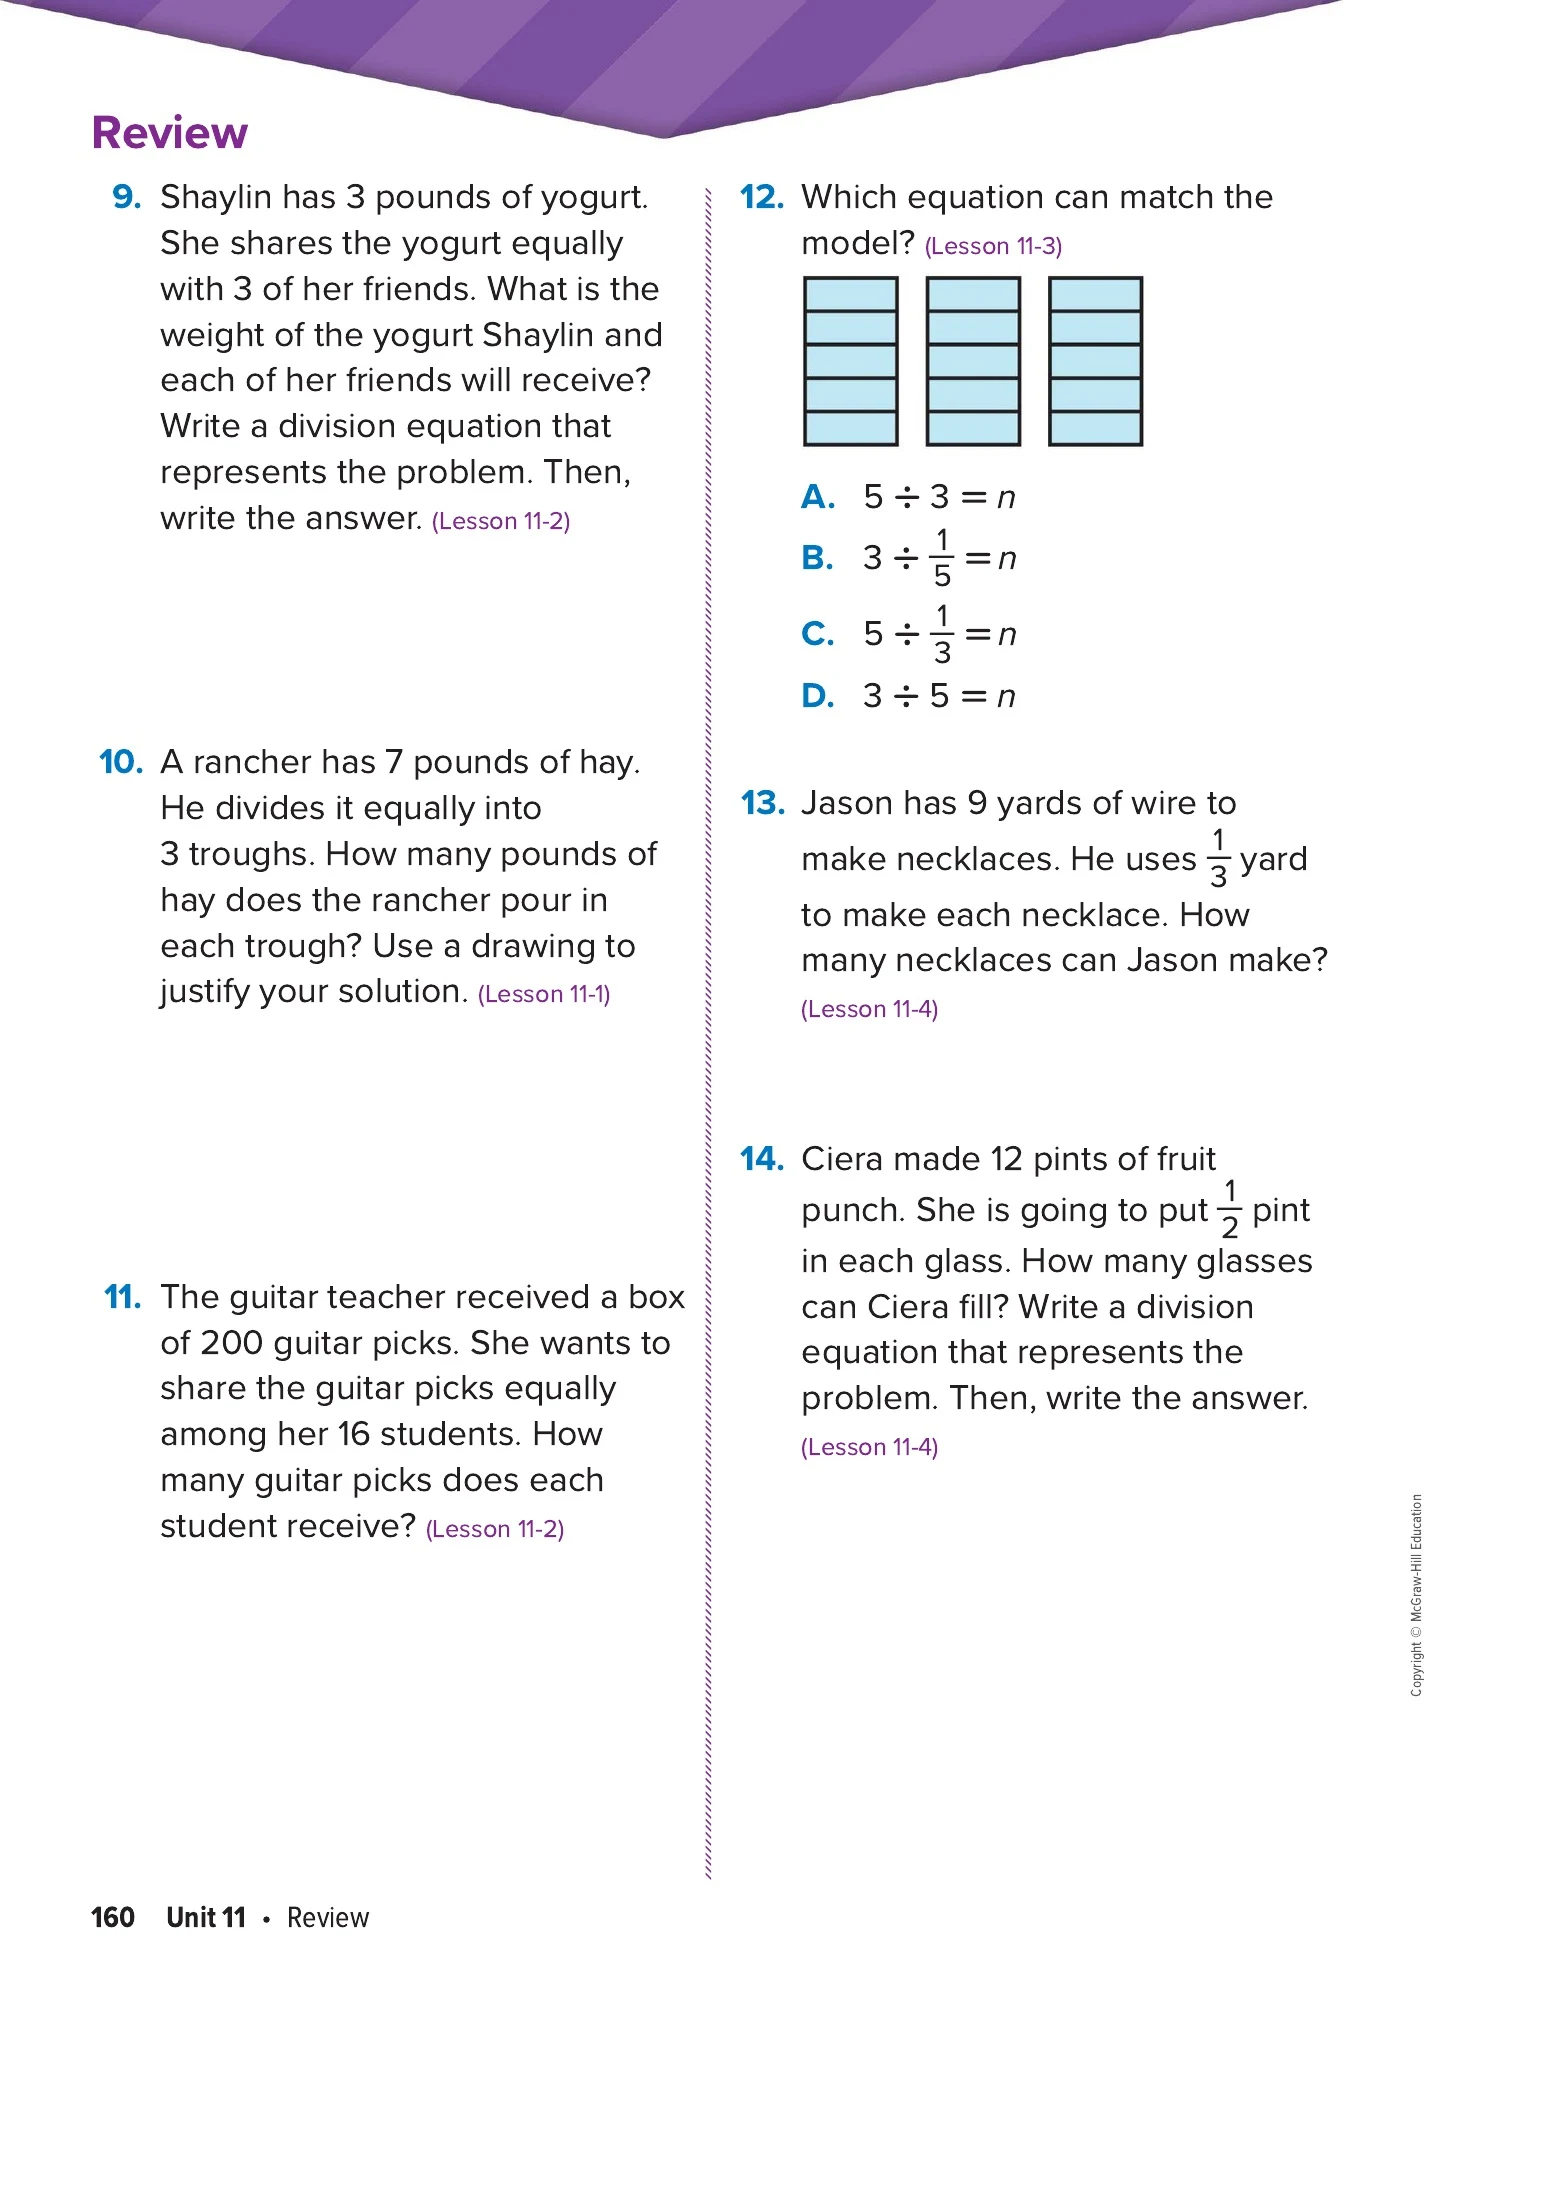 Review
9. Shaylin has 3 pounds of yogurt.
She shares the yogurt equally
with 3 of her friends. What is the
weight of the yogurt Shaylin and
each of her friends will receive?
Write a division equation that
represents the problem. Then,
write the answer. (Lesson 11-2)
10. A rancher has 7 pounds of hay.
He divides it equally into
3 troughs. How many pounds of
hay does the rancher pour in
each trough? Use a drawing to
justify your solution. (Lesson 11-1)
11. The guitar teacher received a box
of 200 guitar picks. She wants to
share the guitar picks equally
among her 16 students. How
many guitar picks does each
student receive? (Lesson 11-2)
12. Which equation can match the
model? (Lesson 11-3)
A. 5 ÷ 3 = n
B. 3 ÷ 1/5 = n
C. 5 ÷ 1/3 = n
D. 3 ÷ 5 = n
13. Jason has 9 yards of wire to
make necklaces. He uses 1/3 yard
to make each necklace. How
many necklaces can Jason make?
(Lesson 11-4)
14. Ciera made 12 pints of fruit
punch. She is going to put 1/2 pint
in each glass. How many glasses
can Ciera fill? Write a division
equation that represents the
problem. Then, write the answer.
(Lesson 11-4)
Copyright © McGraw-Hill Education
160 Unit 11 • Review